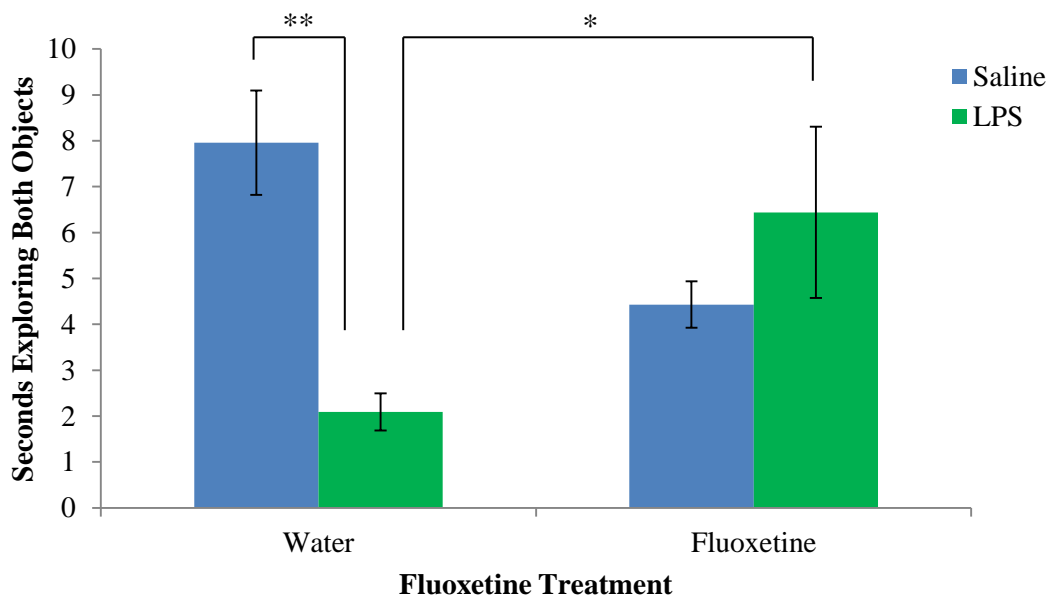 **
*
10
9
8
7
6
5
4
3
2
1
0
Seconds Exploring Both Objects
Saline
LPS
Water
Fluoxetine
Fluoxetine Treatment